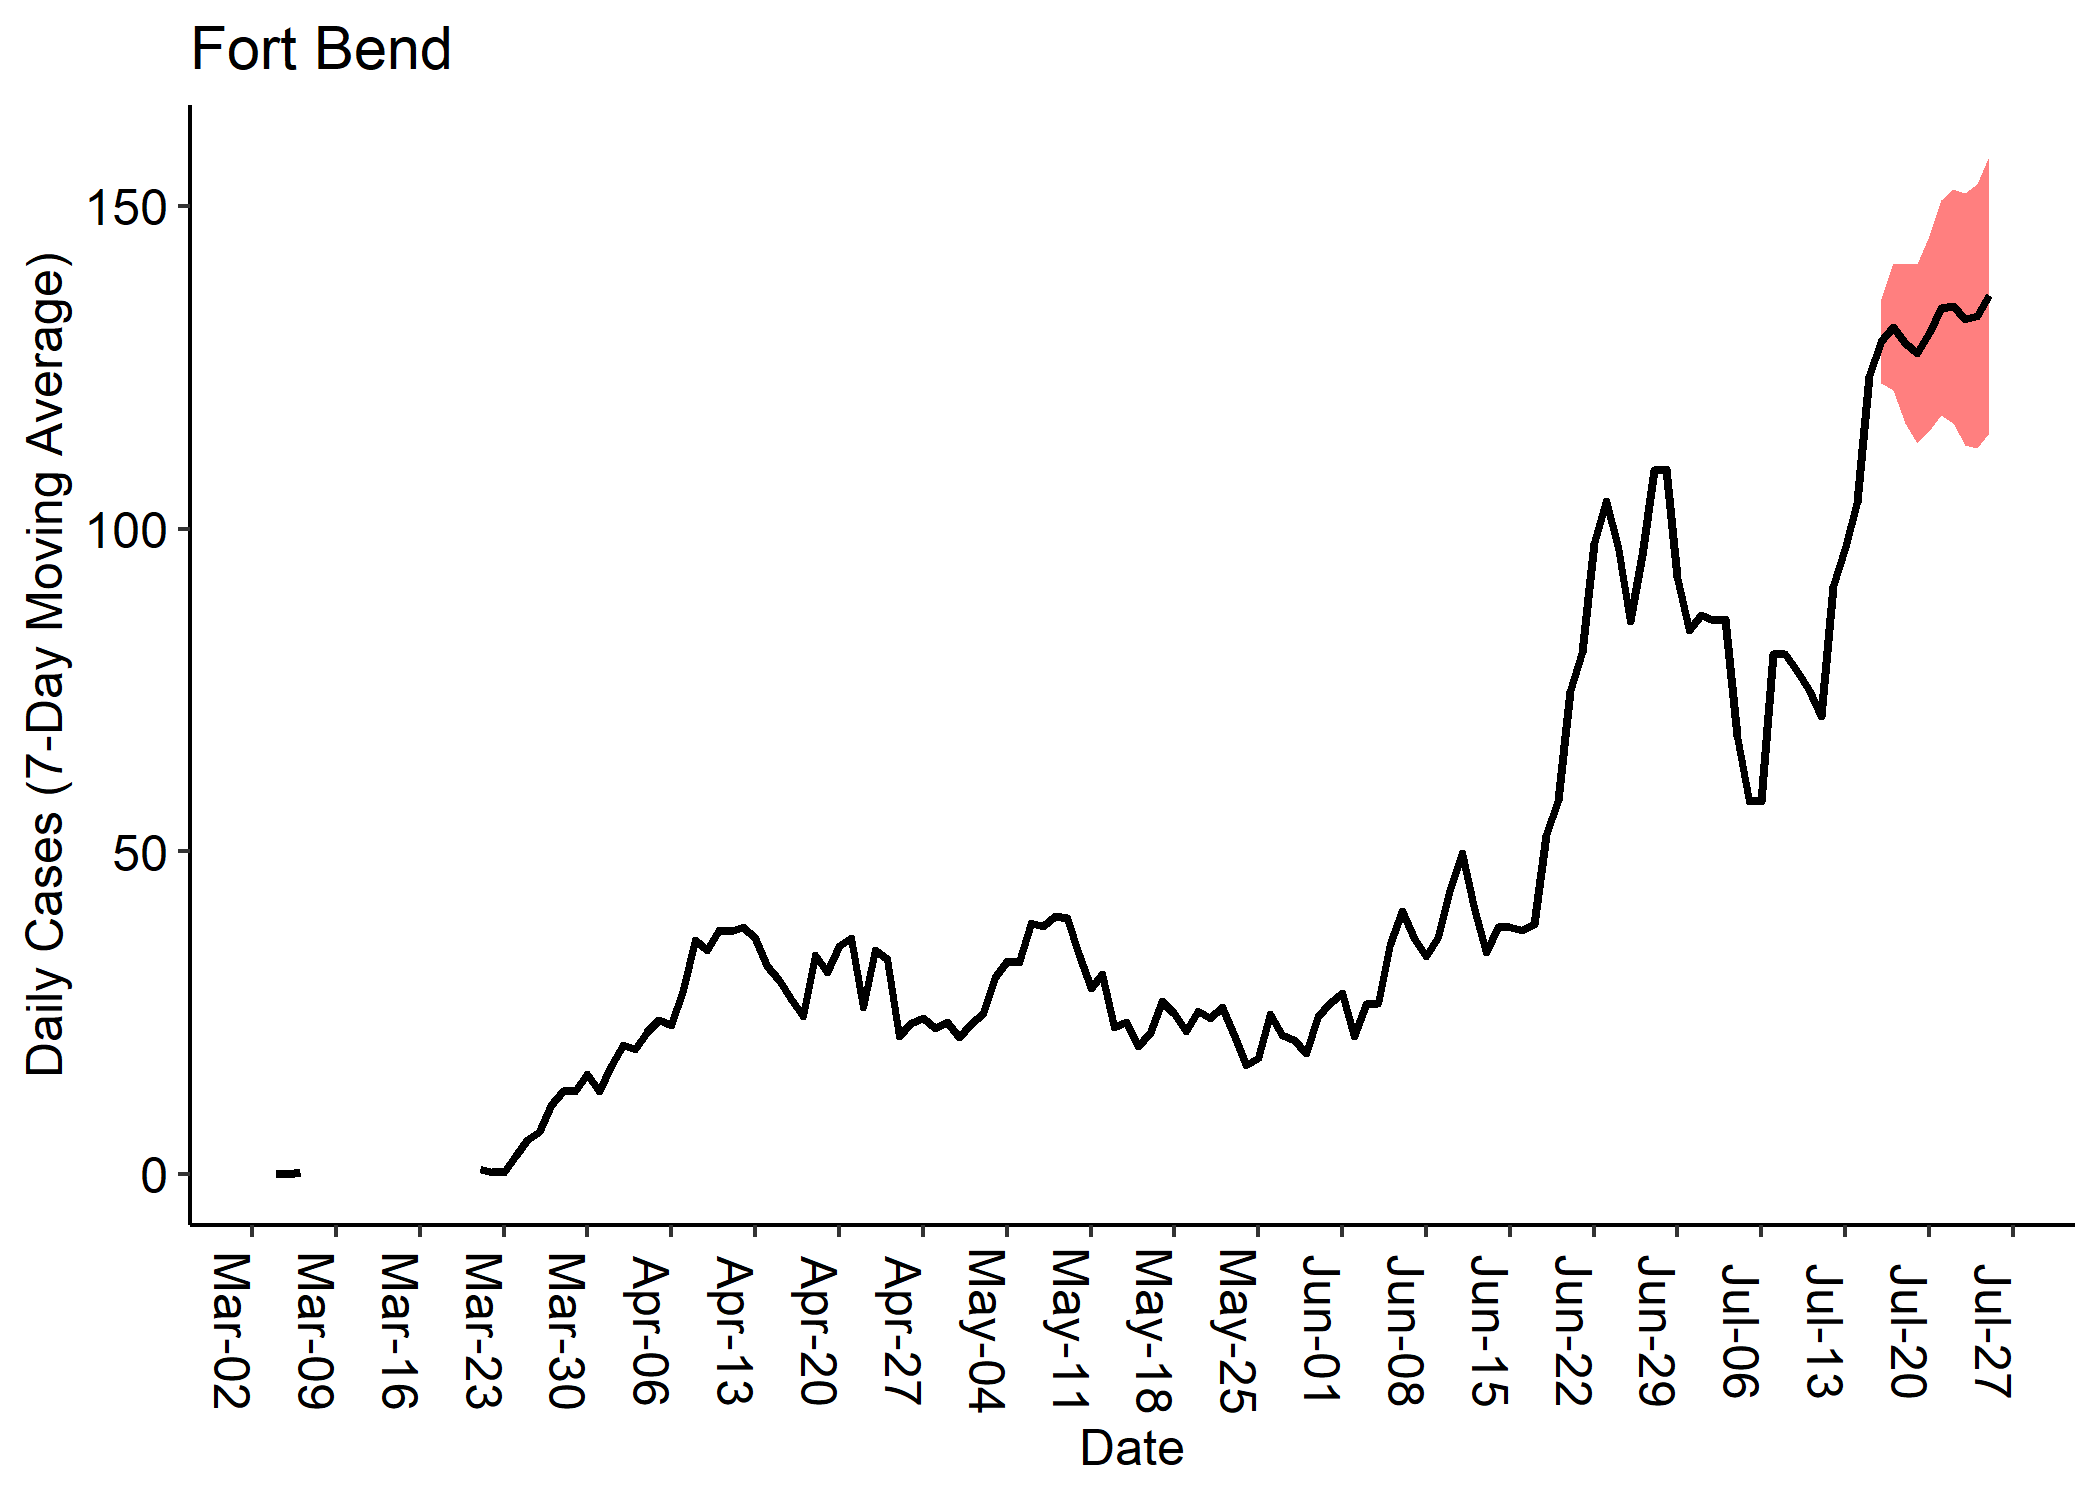 Fort Bend
Daily Cases (7-Day Moving Average)
150
100
50
0
Mar-02
Mar-09
Mar-16
Mar-23
Mar-30
Apr-06
Apr-13
Apr-20
Apr-27
May-04
May-11
May-18
May-25
Jun-01
Jun-08
Jun-15
Jun-22
Jun-29
Jul-06
Jul-13
Jul-20
Jul-27
Date